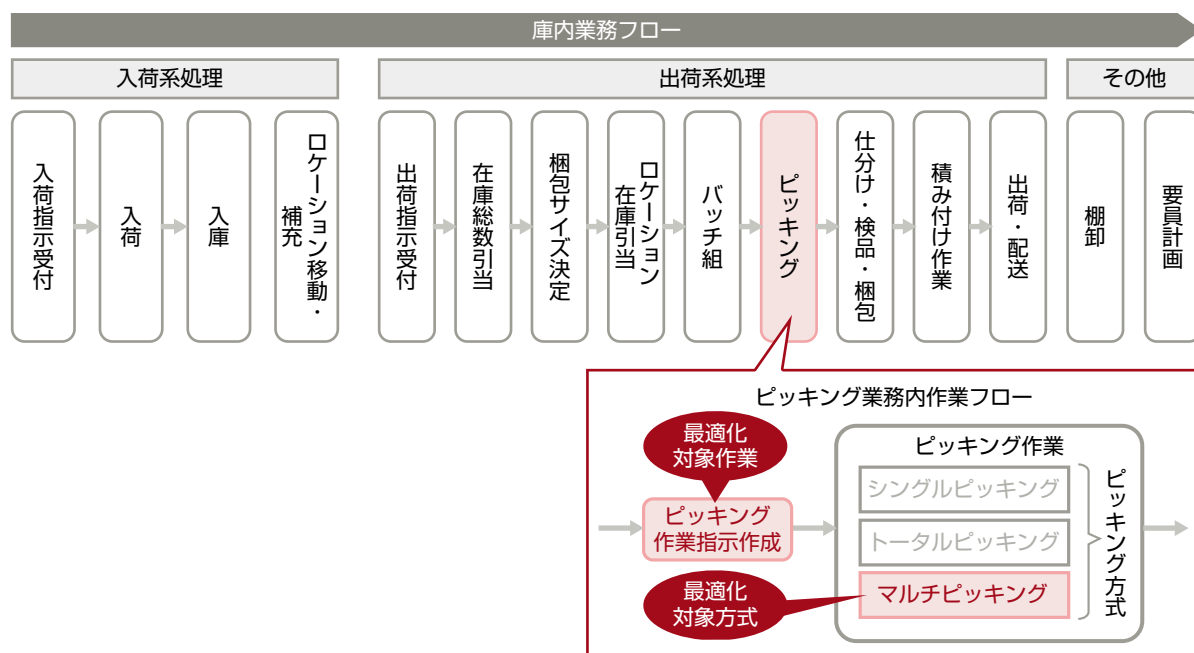 庫内業務フロー
入荷系処理
出荷系処理
その他
入荷指示受付
入荷
入庫
ロケーション移動・
補充
出荷指示受付
在庫総数引当
梱包サイズ決定
ロケーション
在庫引当
バッチ組
ピッキング
仕分け・検品・梱包
積み付け作業
出荷・配送
棚卸
要員計画
ピッキング業務内作業フロー
最適化
対象作業
ピッキング
作業指示作成
ピッキング作業
シングルピッキング
トータルピッキング
マルチピッキング
ピッキング方式
最適化
対象方式